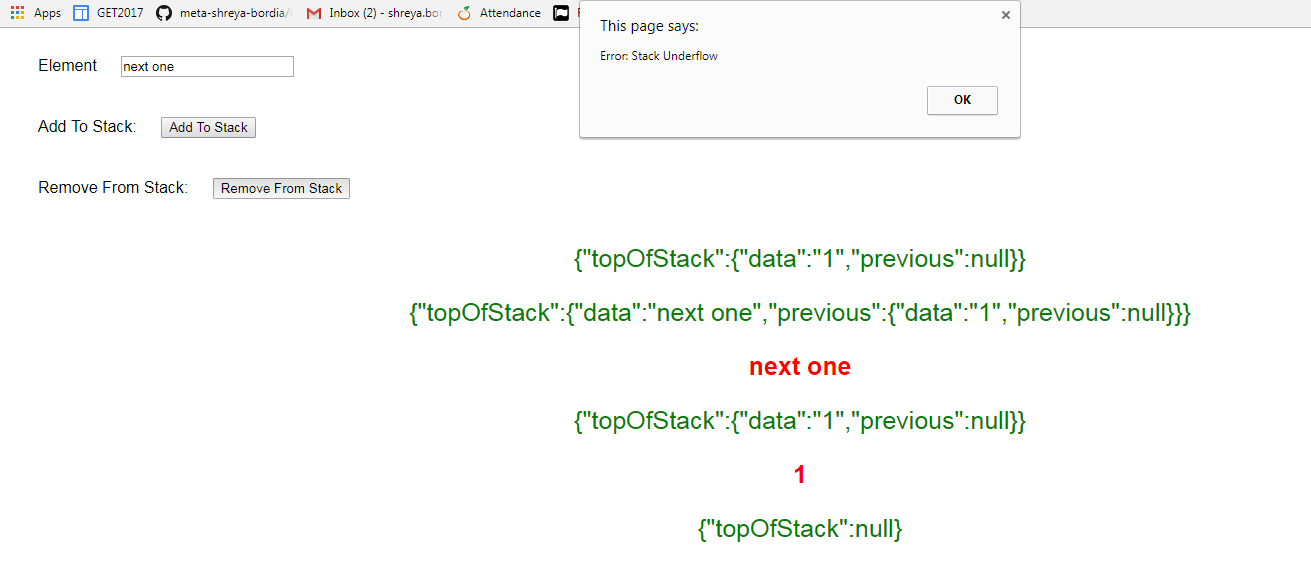 Apps GET2017 meta-shreya-bordia/ Inbox (2) - shreya.bor Attendance
This page says:
Error: Stack Underflow
OK
Element next one
Add To Stack: Add To Stack
Remove From Stack: Remove From Stack
{"topOfStack":{"data":"1","previous":null}}
{"topOfStack":{"data":"next one","previous":{"data":"1","previous":null}}}
next one
{"topOfStack":{"data":"1","previous":null}}
1
{"topOfStack":null}